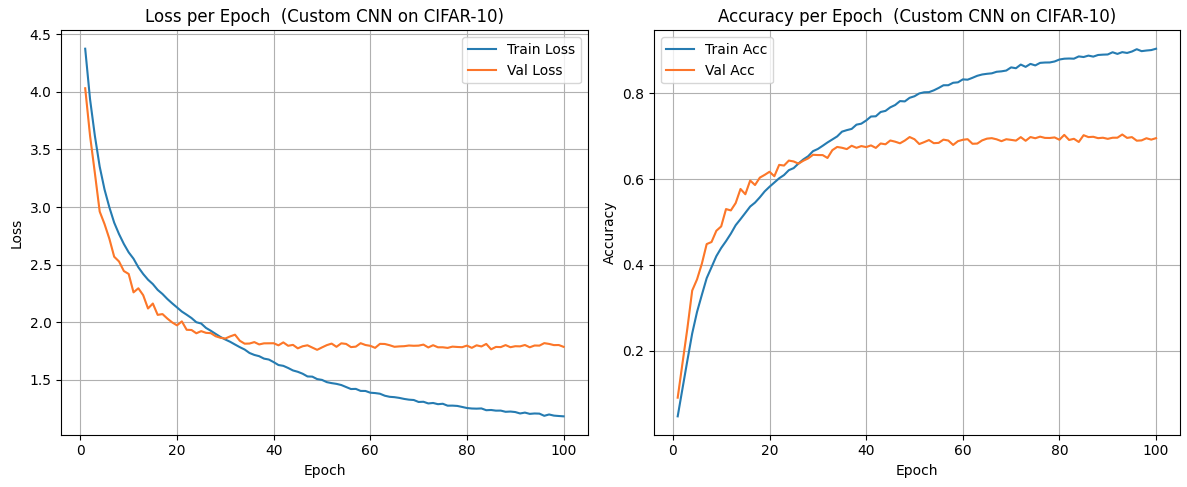 Loss per Epoch  (Custom CNN on CIFAR-10)
4.5
4.0
3.5
3.0
2.5
2.0
1.5
Loss
0 20 40 60 80 100
Epoch
Train Loss
Val Loss
Accuracy per Epoch  (Custom CNN on CIFAR-10)
0.8
0.6
0.4
0.2
Accuracy
0 20 40 60 80 100
Epoch
Train Acc
Val Acc